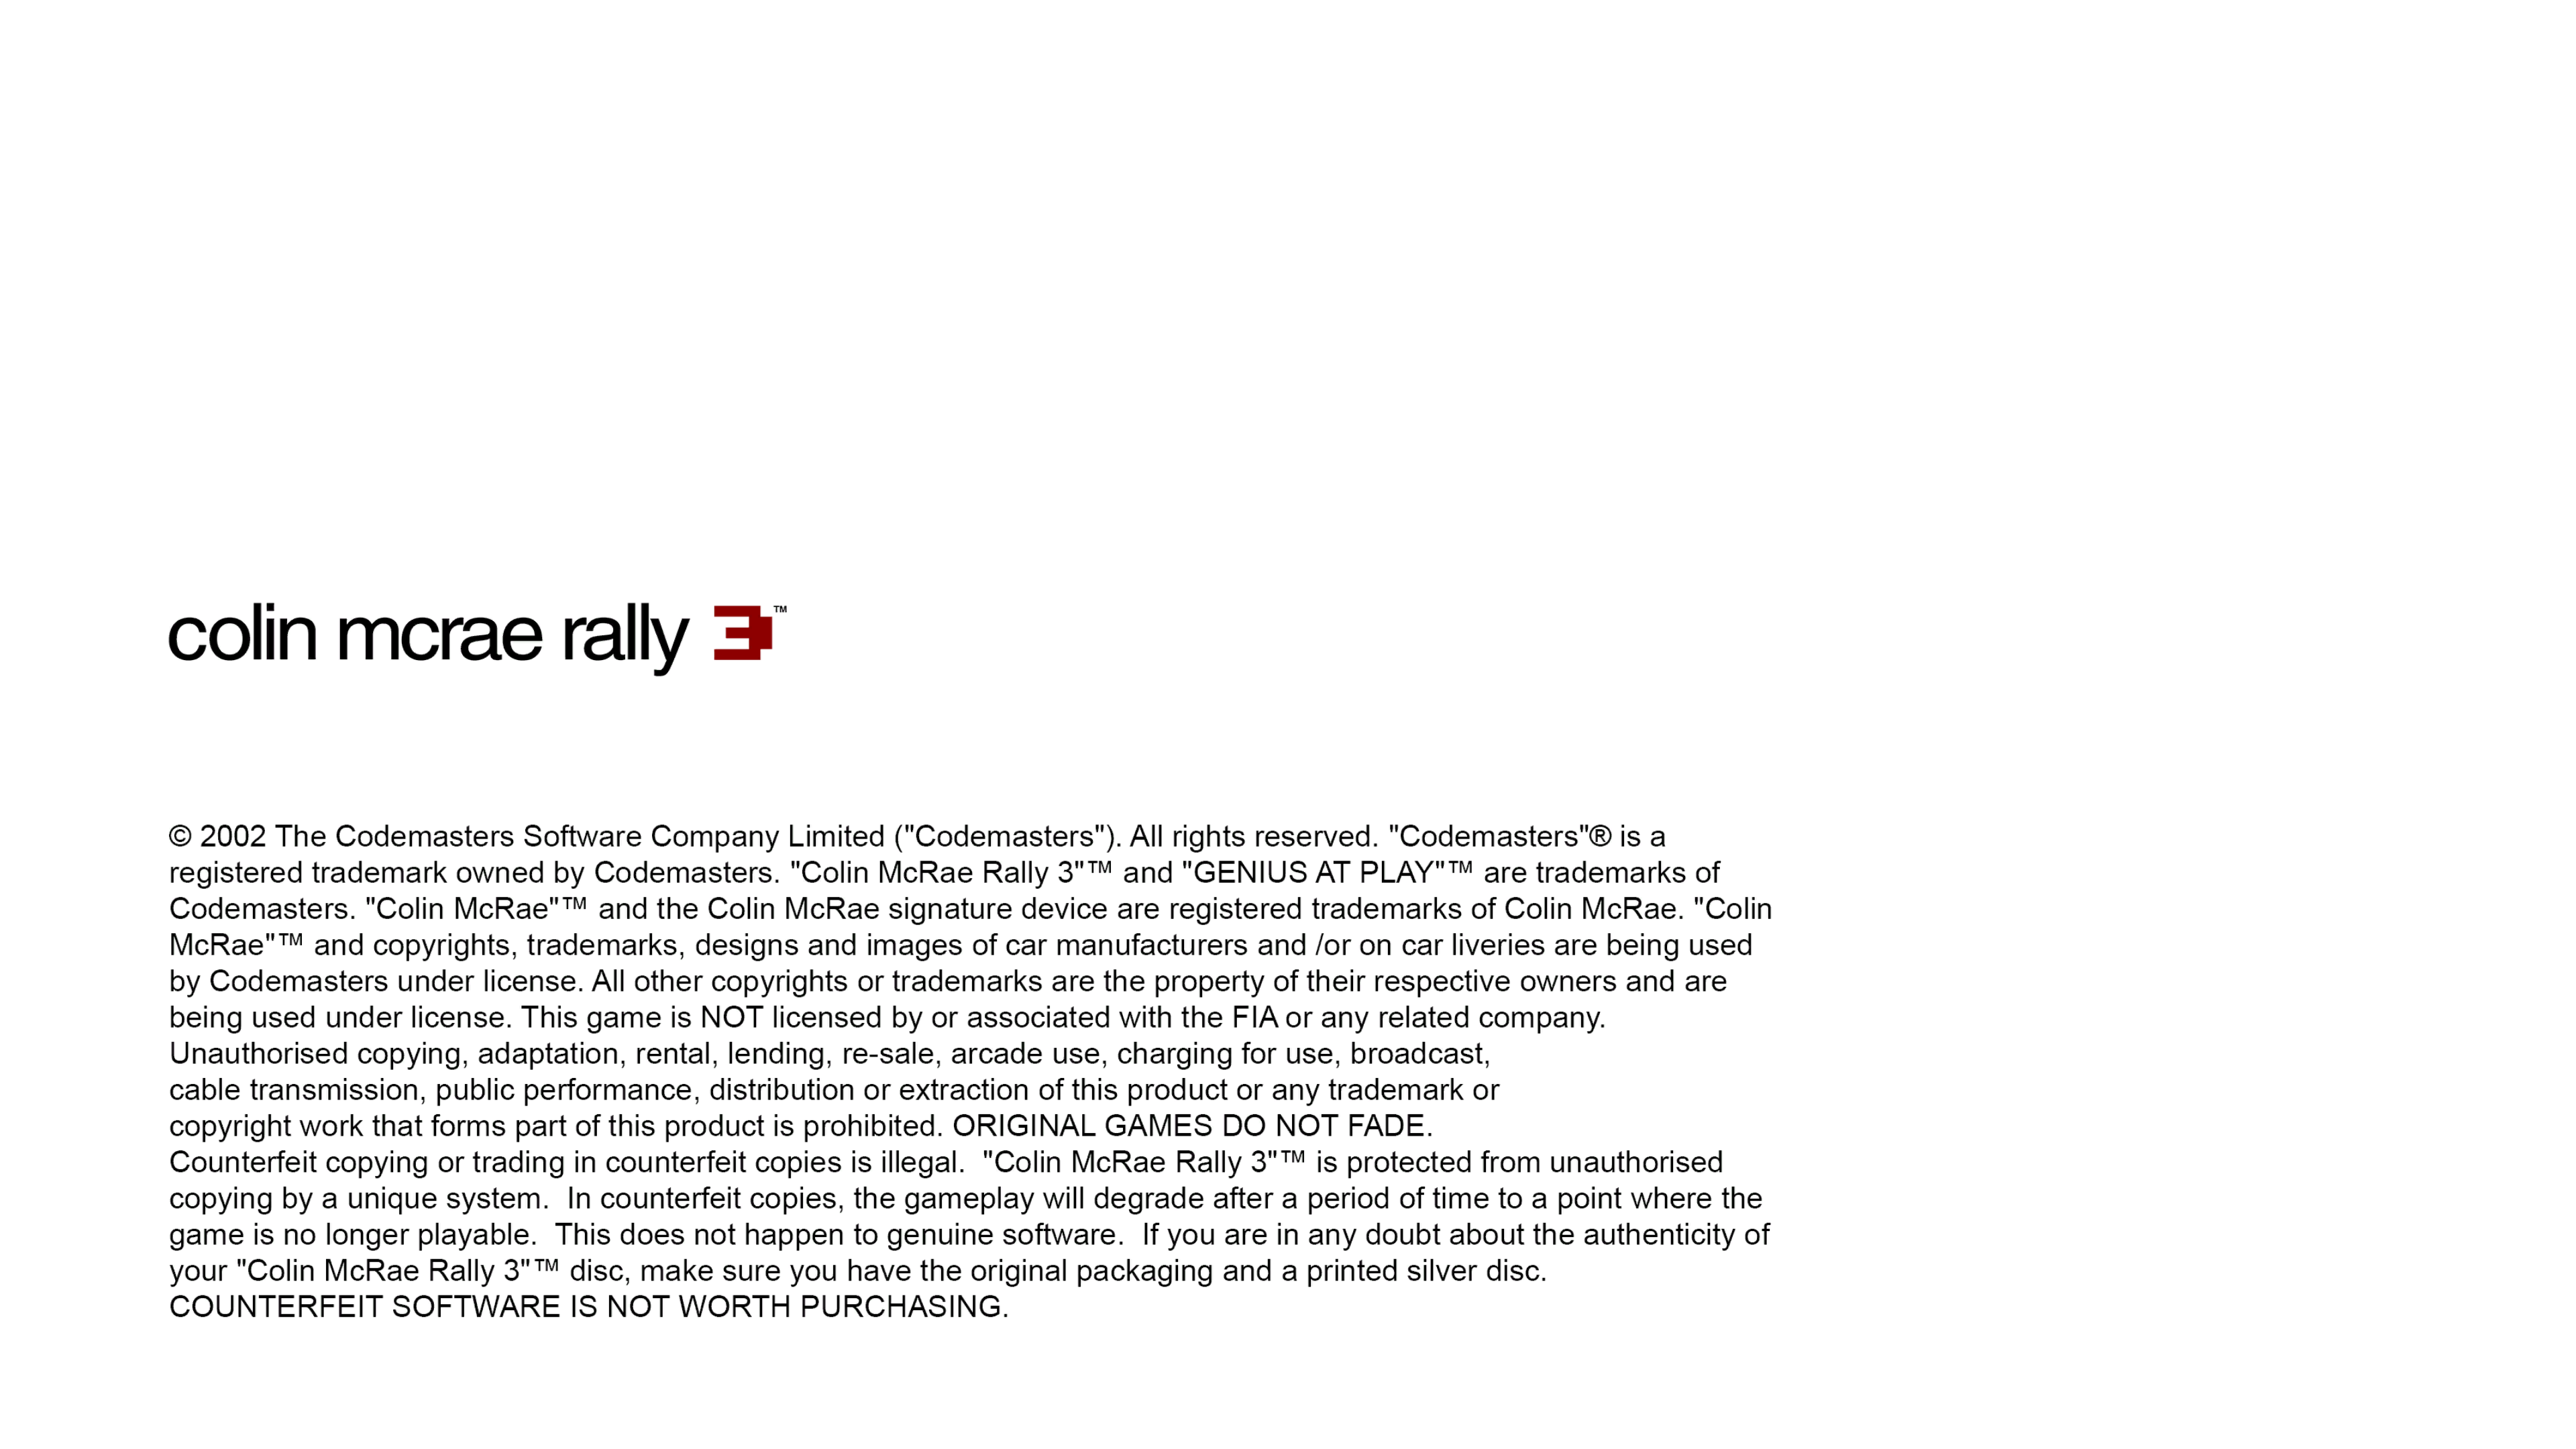 colin mcrae rally 3™
© 2002 The Codemasters Software Company Limited ("Codemasters"). All rights reserved. "Codemasters"® is a
registered trademark owned by Codemasters. "Colin McRae Rally 3"™ and "GENIUS AT PLAY"™ are trademarks of
Codemasters. "Colin McRae"™ and the Colin McRae signature device are registered trademarks of Colin McRae. "Colin
McRae"™ and copyrights, trademarks, designs and images of car manufacturers and /or on car liveries are being used
by Codemasters under license. All other copyrights or trademarks are the property of their respective owners and are
being used under license. This game is NOT licensed by or associated with the FIA or any related company.
Unauthorised copying, adaptation, rental, lending, re-sale, arcade use, charging for use, broadcast,
cable transmission, public performance, distribution or extraction of this product or any trademark or
copyright work that forms part of this product is prohibited. ORIGINAL GAMES DO NOT FADE.
Counterfeit copying or trading in counterfeit copies is illegal.  "Colin McRae Rally 3"™ is protected from unauthorised
copying by a unique system.  In counterfeit copies, the gameplay will degrade after a period of time to a point where the
game is no longer playable.  This does not happen to genuine software.  If you are in any doubt about the authenticity of
your "Colin McRae Rally 3"™ disc, make sure you have the original packaging and a printed silver disc.
COUNTERFEIT SOFTWARE IS NOT WORTH PURCHASING.